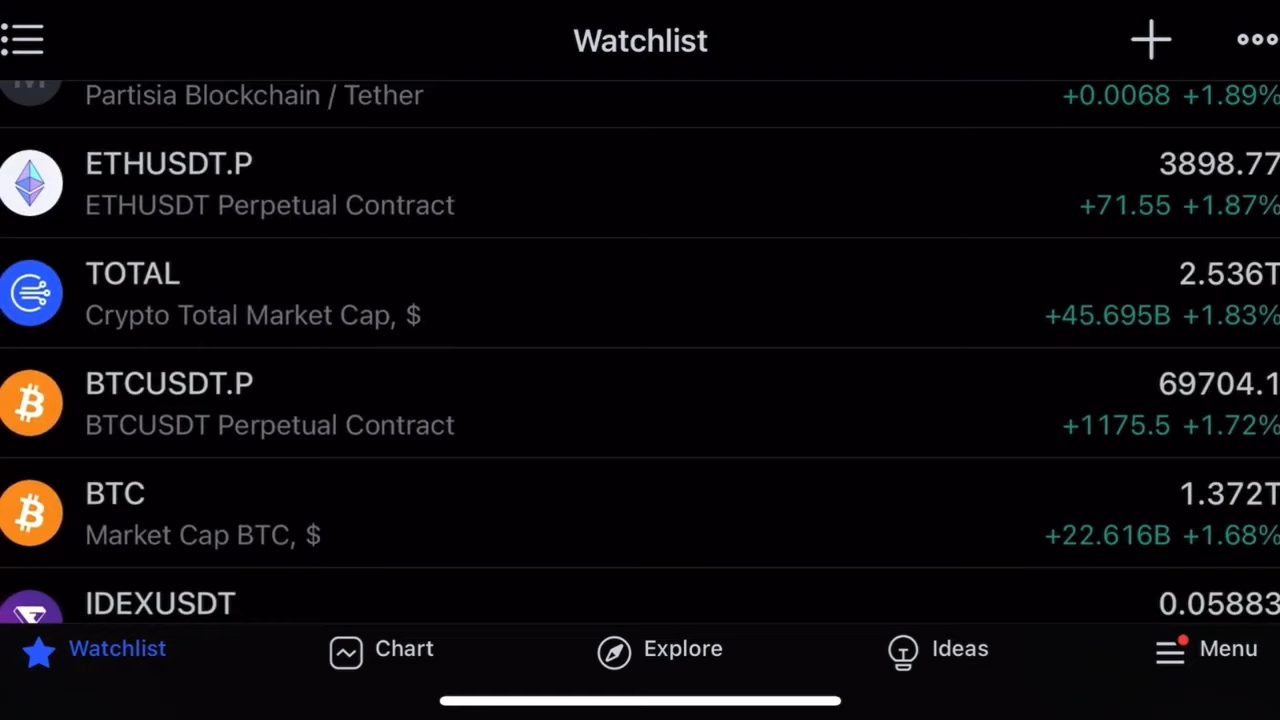 Watchlist
Partisia Blockchain / Tether
+0.0068 +1.89%
ETHUSDT.P
3898.77
ETHUSDT Perpetual Contract
+71.55 +1.87%
TOTAL
2.536T
Crypto Total Market Cap, $
+45.695B +1.83%
BTCUSDT.P
69704.1
BTCUSDT Perpetual Contract
+1175.5 +1.72%
BTC
1.372T
Market Cap BTC, $
+22.616B +1.68%
IDEXUSDT
0.05883
Watchlist
Chart
Explore
Ideas
Menu